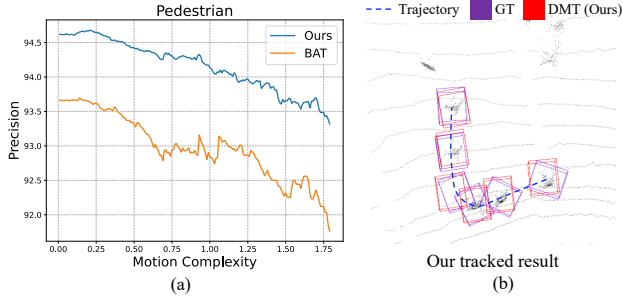 Pedestrian
Ours
BAT
94.5
94.0
93.5
93.0
92.5
92.0
Precision
0.00 0.25 0.50 0.75 1.00 1.25 1.50 1.75
Motion Complexity
(a)
Trajectory GT DMT (Ours)
Our tracked result
(b)